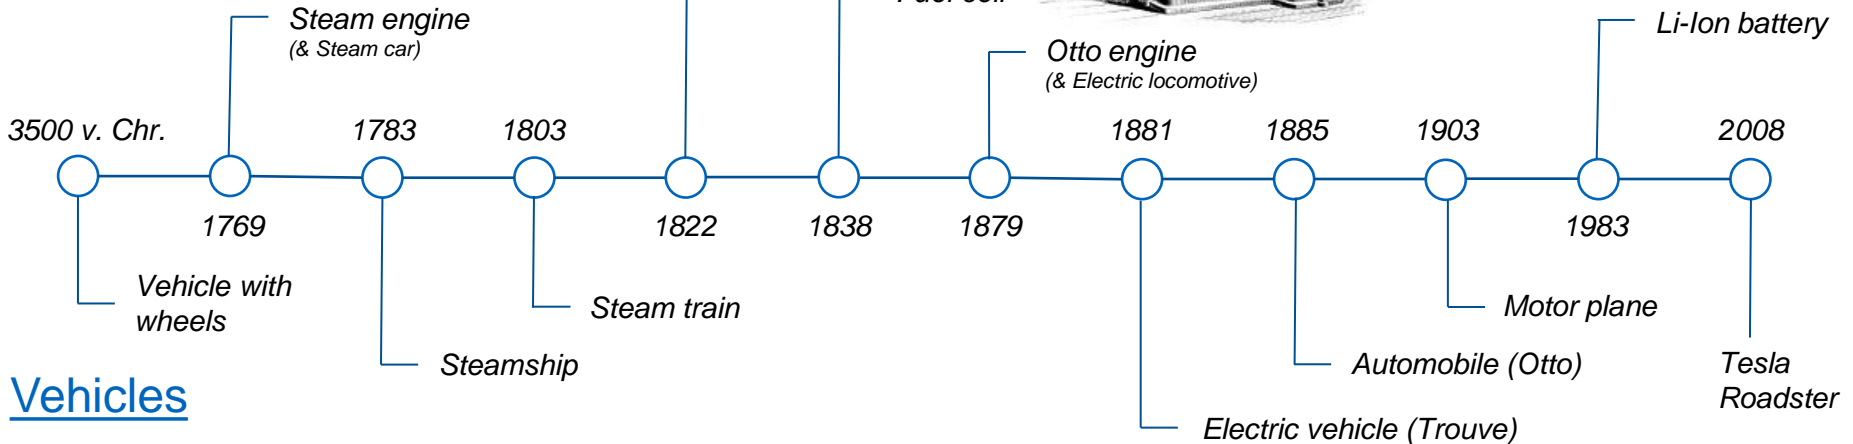 Fuel cell
Steam engine
(& Steam car)
Li-Ion battery
Otto engine
(& Electric locomotive)
3500 v. Chr.
1783
1803
1881
1885
1903
2008
1769
1822
1838
1879
1983
Vehicle with
wheels
Steam train
Motor plane
Steamship
Automobile (Otto)
Tesla
Roadster
Vehicles
Electric vehicle (Trouve)